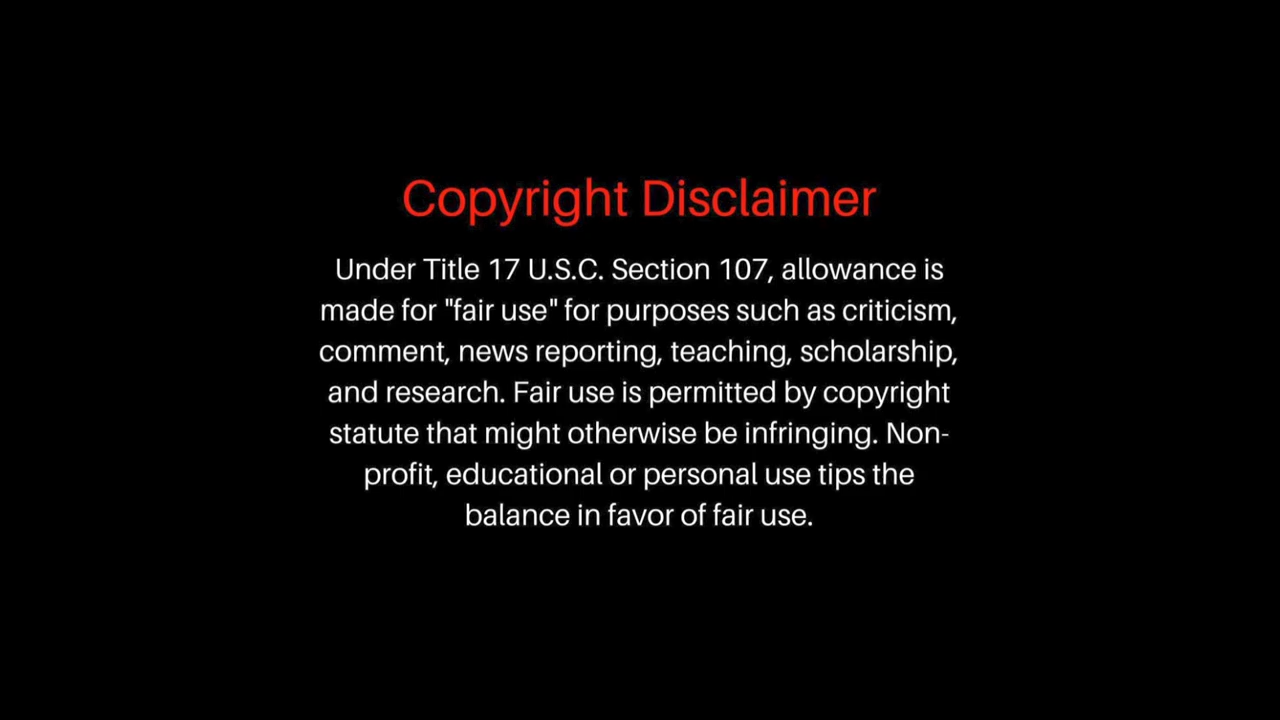 Copyright Disclaimer
Under Title 17 U.S.C. Section 107, allowance is
made for "fair use" for purposes such as criticism,
comment, news reporting, teaching, scholarship,
and research. Fair use is permitted by copyright
statute that might otherwise be infringing. Non-
profit, educational or personal use tips the
balance in favor of fair use.